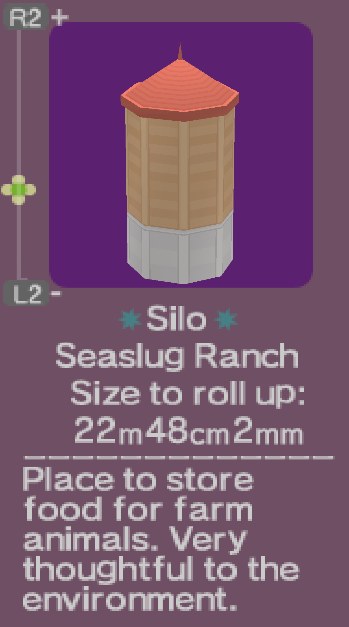 R2 +
L2 -
Silo
Seaslug Ranch
Size to roll up:
22m48cm2mm
Place to store
food for farm
animals. Very
thoughtful to the
environment.